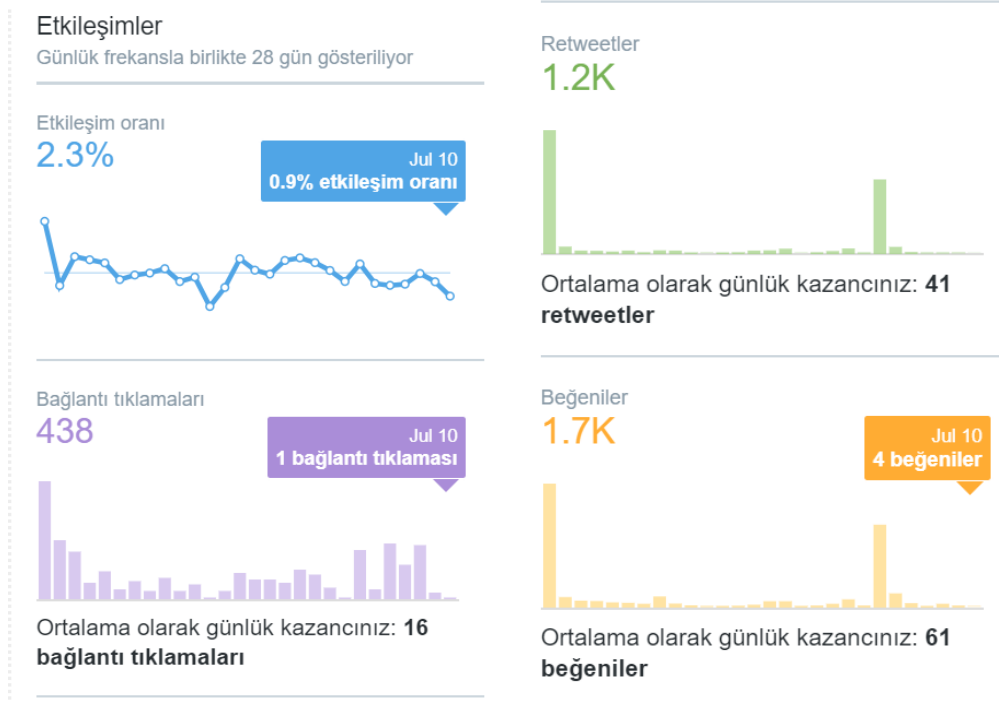 Etkileşimler
Günlük frekansla birlikte 28 gün gösteriliyor
Etkileşim oranı
2.3%
Jul 10
0.9% etkileşim oranı
Bağlantı tıklamaları
438
Jul 10
1 bağlantı tıklaması
Ortalama olarak günlük kazancınız: 16
bağlantı tıklamaları
Retweetler
1.2K
Ortalama olarak günlük kazancınız: 41
retweetler
Beğeniler
1.7K
Jul 10
4 beğeniler
Ortalama olarak günlük kazancınız: 61
beğeniler